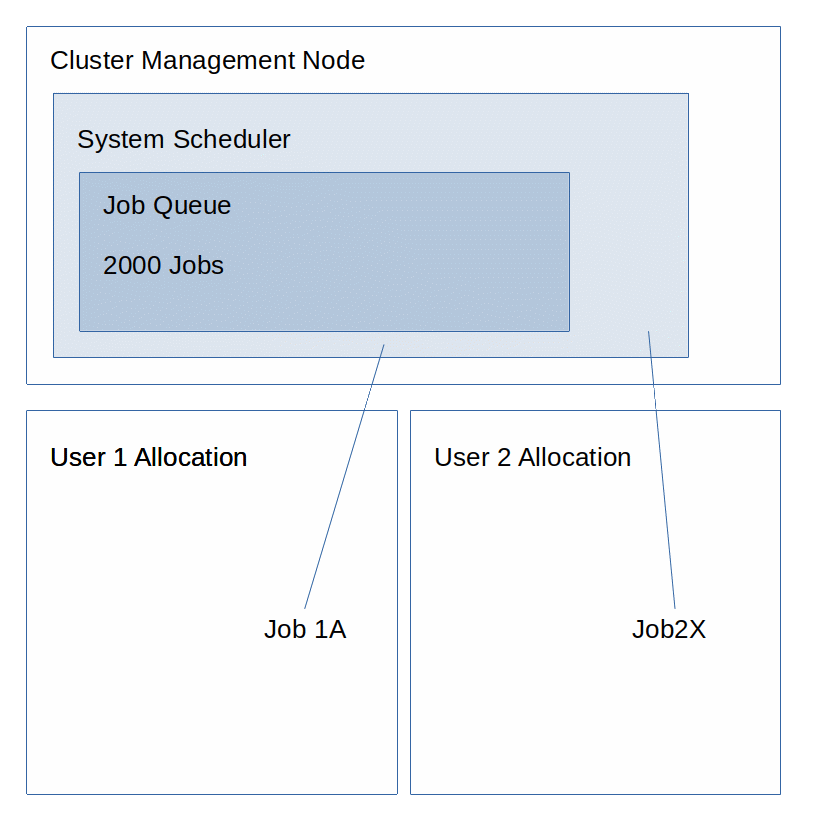 Cluster Management Node
System Scheduler
Job Queue
2000 Jobs
User 1 Allocation
User 2 Allocation
Job 1A
Job2X